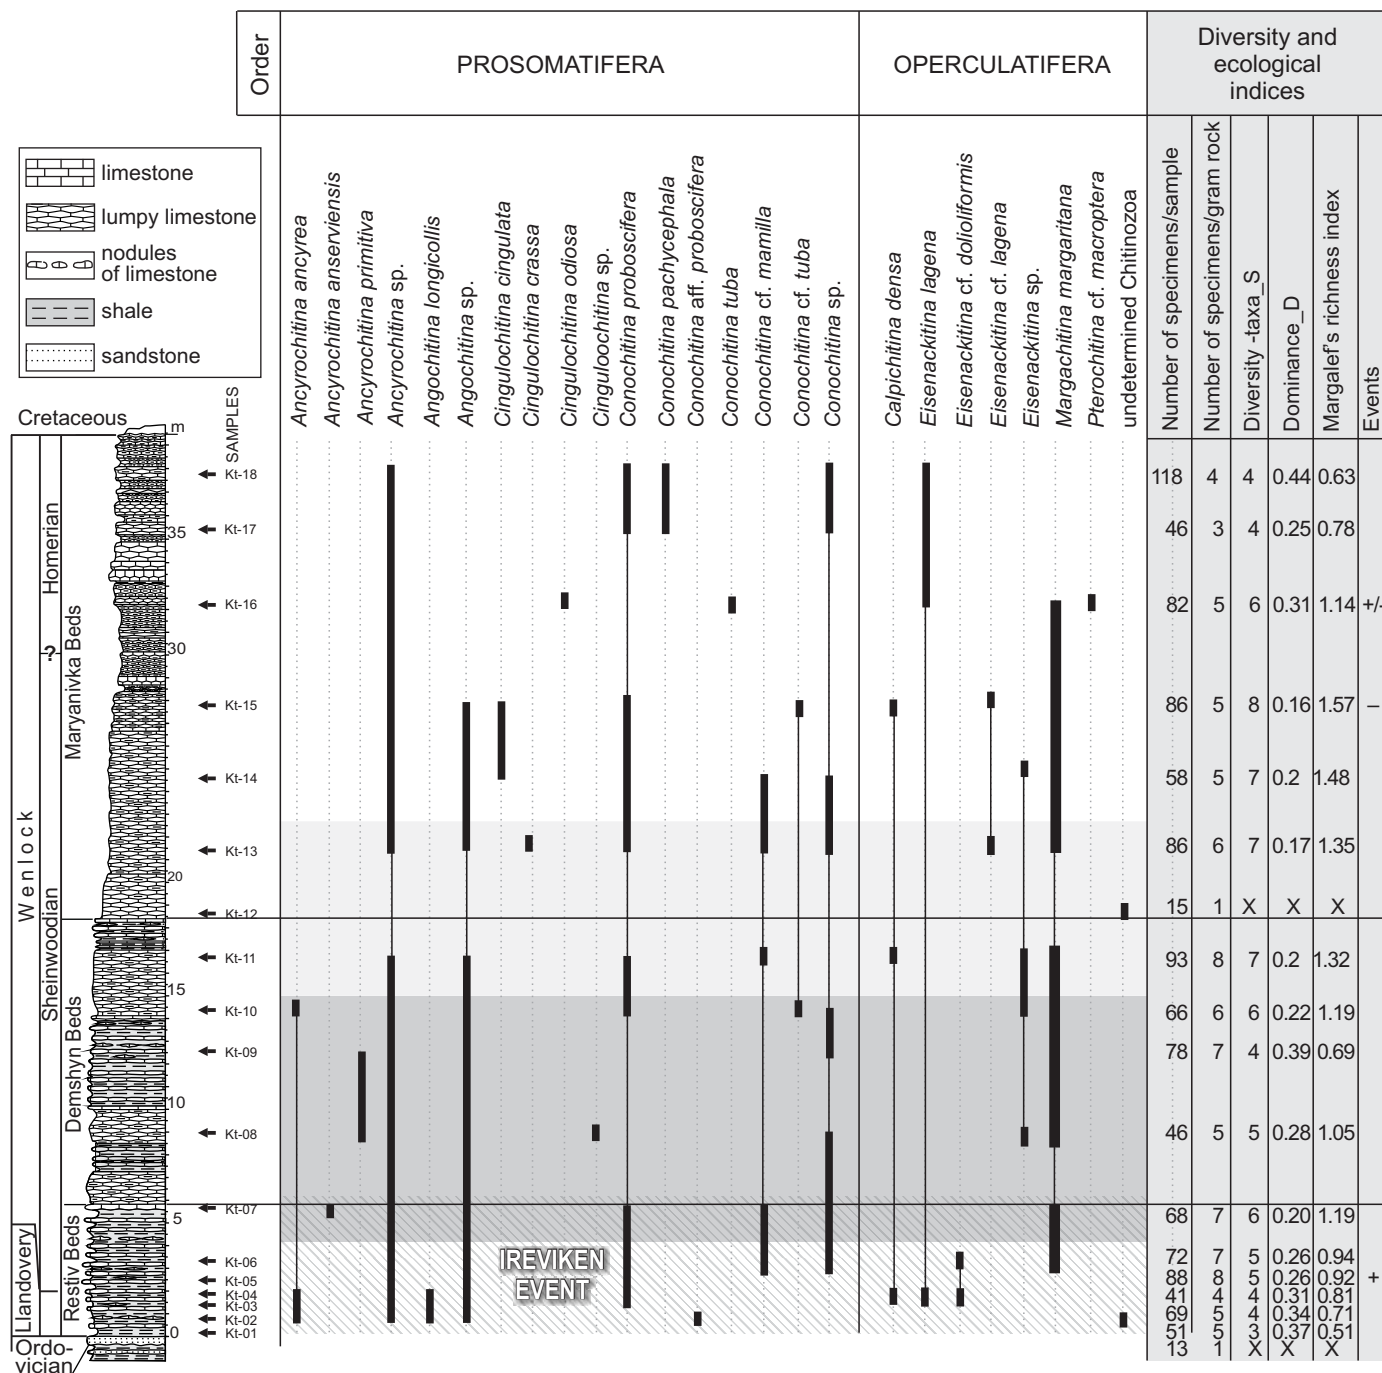 Order
PROSOMATIFERA
OPERCULATIFERA
Diversity and
ecological
indices
limestone
lumpy limestone
nodules
of limestone
shale
sandstone
Ancyrochitina ancyrea
Ancyrochitina anserviensis
Ancyrochitina primitiva
Ancyrochitina sp.
Angochitina longicollis
Angochitina sp.
Cingulochitina cingulata
Cingulochitina crassa
Cingulochitina odiosa
Cinguloochitina sp.
Conochitina proboscifera
Conochitina pachycephala
Conochitina aff. proboscifera
Conochitina tuba
Conochitina cf. mamilla
Conochitina cf. tuba
Conochitina sp.
Calpichitina densa
Eisenackitina lagena
Eisenackitina cf. dolioliformis
Eisenackitina cf. lagena
Eisenackitina sp.
Margachitina margaritana
Pterochitina cf. macroptera
undetermined Chitinozoa
Number of specimens/sample
Number of specimens/gram rock
Diversity -taxa_S
Dominance_D
Margalef's richness index
Events
Cretaceous
m
SAMPLES
Wenlock
Llandovery
Ordo-
vician
Homerian
?
Sheinwoodian
Maryanivka Beds
Demshyn Beds
Restiv Beds
35
30
20
15
10
5
0
Kt-18 118 4 4 0.44 0.63
Kt-17 46 3 4 0.25 0.78
Kt-16 82 5 6 0.31 1.14 +/-
Kt-15 86 5 8 0.16 1.57 –
Kt-14 58 5 7 0.2 1.48
Kt-13 86 6 7 0.17 1.35
Kt-12 15 1 X X X
Kt-11 93 8 7 0.2 1.32
Kt-10 66 6 6 0.22 1.19
Kt-09 78 7 4 0.39 0.69
Kt-08 46 5 5 0.28 1.05
Kt-07 68 7 6 0.20 1.19
Kt-06 72 7 5 0.26 0.94
Kt-05 88 8 5 0.26 0.92 +
Kt-04 41 4 4 0.31 0.81
Kt-03 69 5 4 0.34 0.71
Kt-02 51 5 3 0.37 0.51
Kt-01 13 1 X X X
IREVIKEN
EVENT